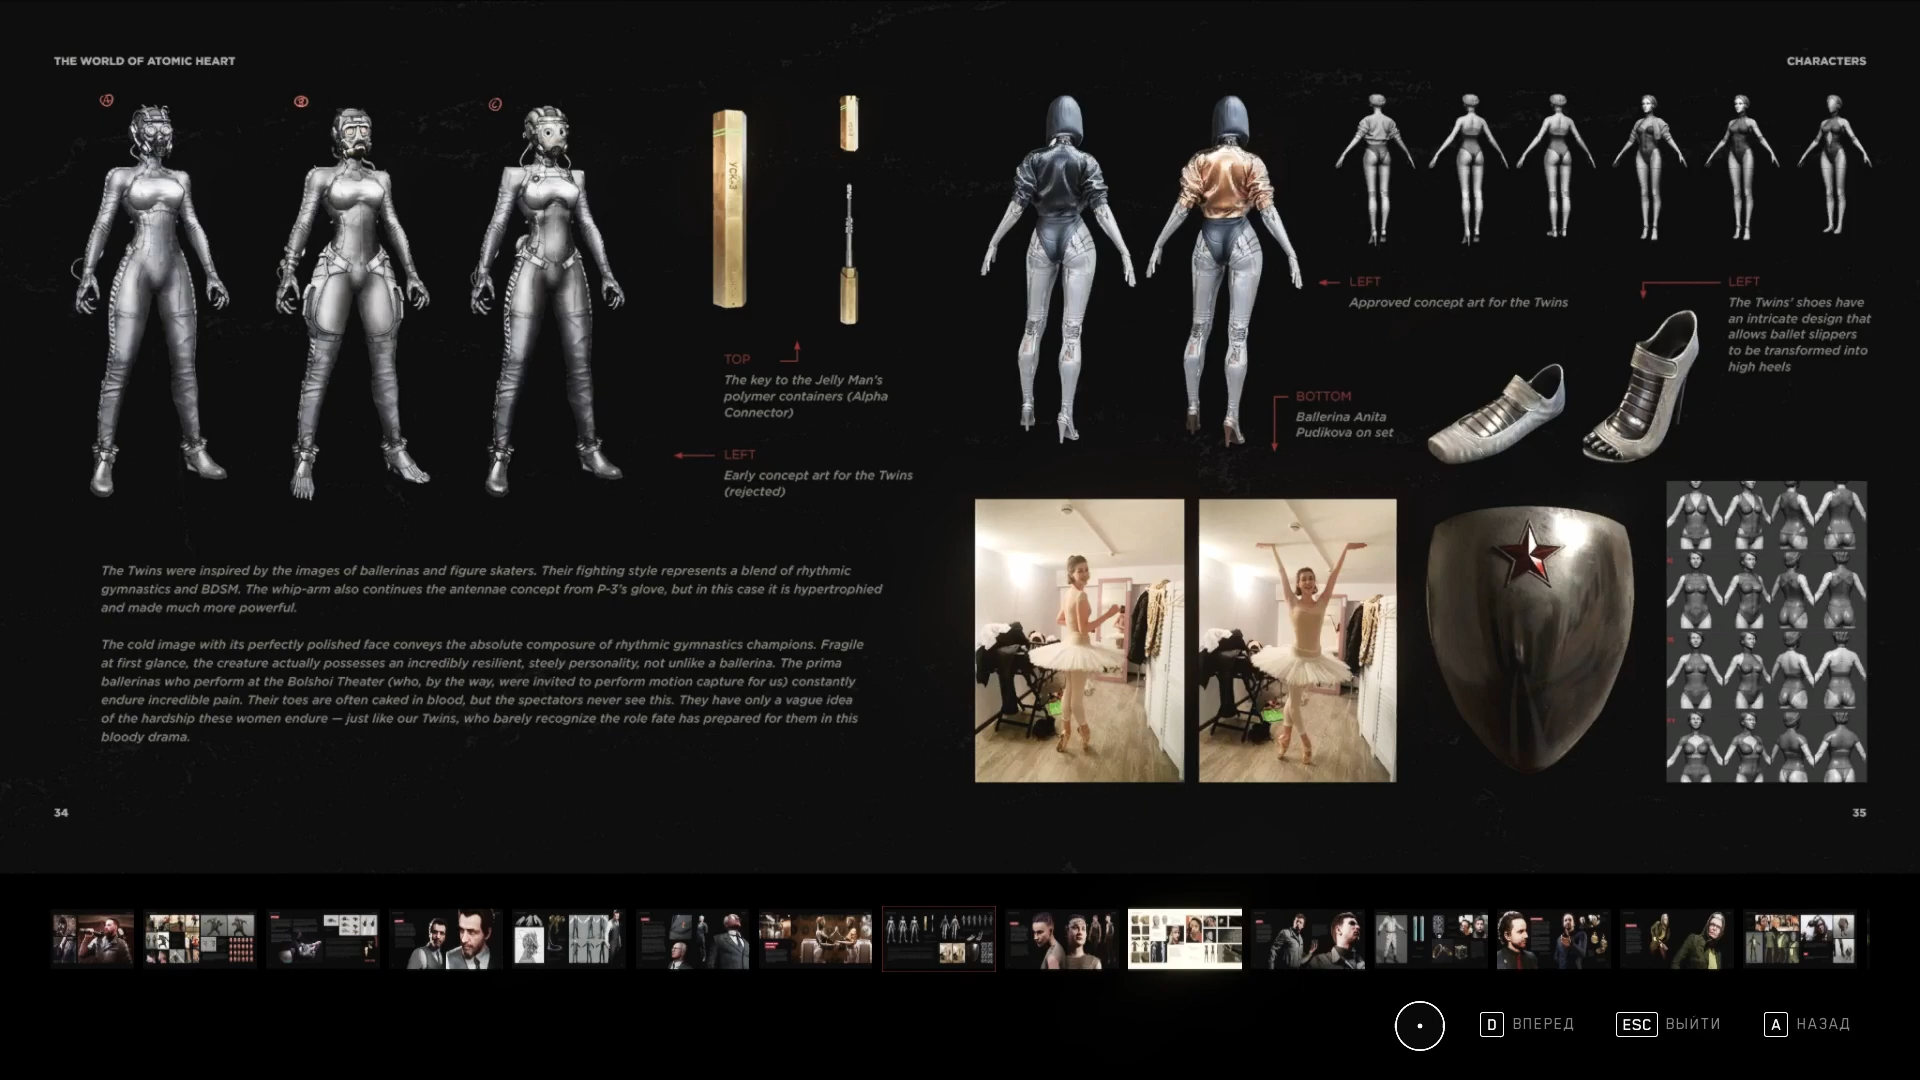 THE WORLD OF ATOMIC HEART
CHARACTERS
A
B
C
УСК-3
TOP
The key to the Jelly Man's
polymer containers (Alpha
Connector)
LEFT
Early concept art for the Twins
(rejected)
The Twins were inspired by the images of ballerinas and figure skaters. Their fighting style represents a blend of rhythmic
gymnastics and BDSM. The whip-arm also continues the antennae concept from P-3's glove, but in this case it is hypertrophied
and made much more powerful.
The cold image with its perfectly polished face conveys the absolute composure of rhythmic gymnastics champions. Fragile
at first glance, the creature actually possesses an incredibly resilient, steely personality, not unlike a ballerina. The prima
ballerinas who perform at the Bolshoi Theater (who, by the way, were invited to perform motion capture for us) constantly
endure incredible pain. Their toes are often caked in blood, but the spectators never see this. They have only a vague idea
of the hardship these women endure — just like our Twins, who barely recognize the role fate has prepared for them in this
bloody drama.
34
LEFT
Approved concept art for the Twins
LEFT
The Twins' shoes have
an intricate design that
allows ballet slippers
to be transformed into
high heels
BOTTOM
Ballerina Anita
Pudikova on set
35
D ВПЕРЕД
ESC ВЫЙТИ
A НАЗАД